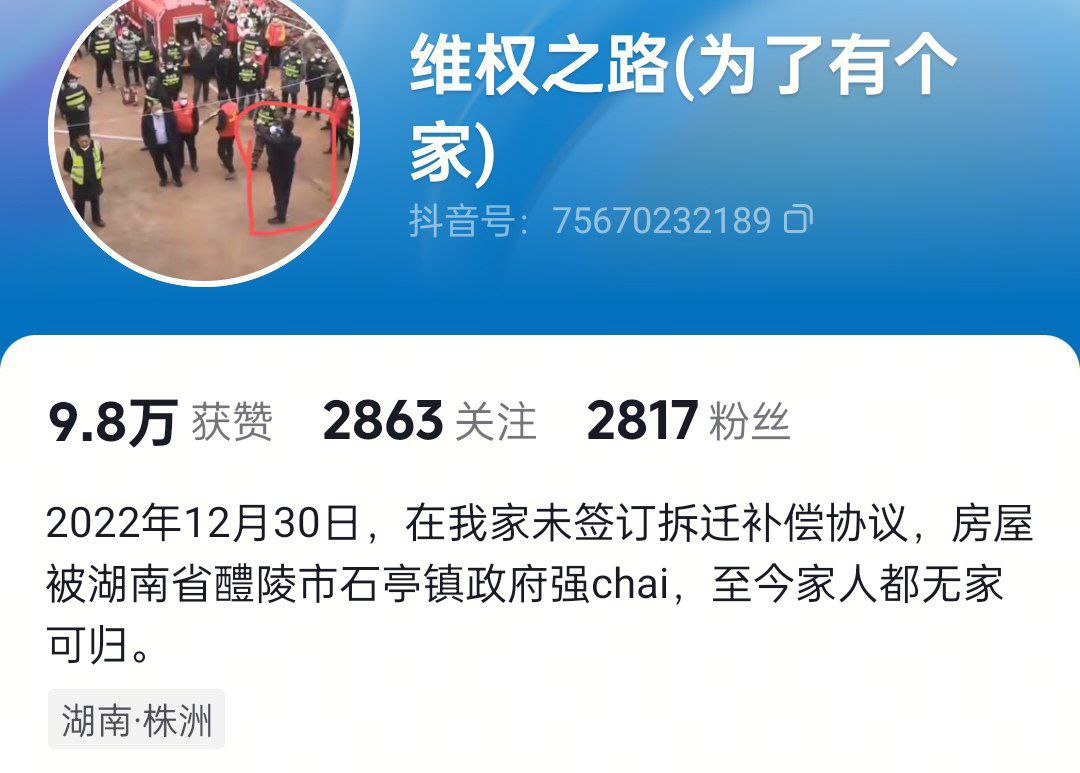 维权之路(为了有个
家)
抖音号：75670232189
9.8万 获赞 2863 关注 2817 粉丝
2022年12月30日，在我家未签订拆迁补偿协议，房屋
被湖南省醴陵市石亭镇政府强chai，至今家人都无家
可归。
湖南·株洲